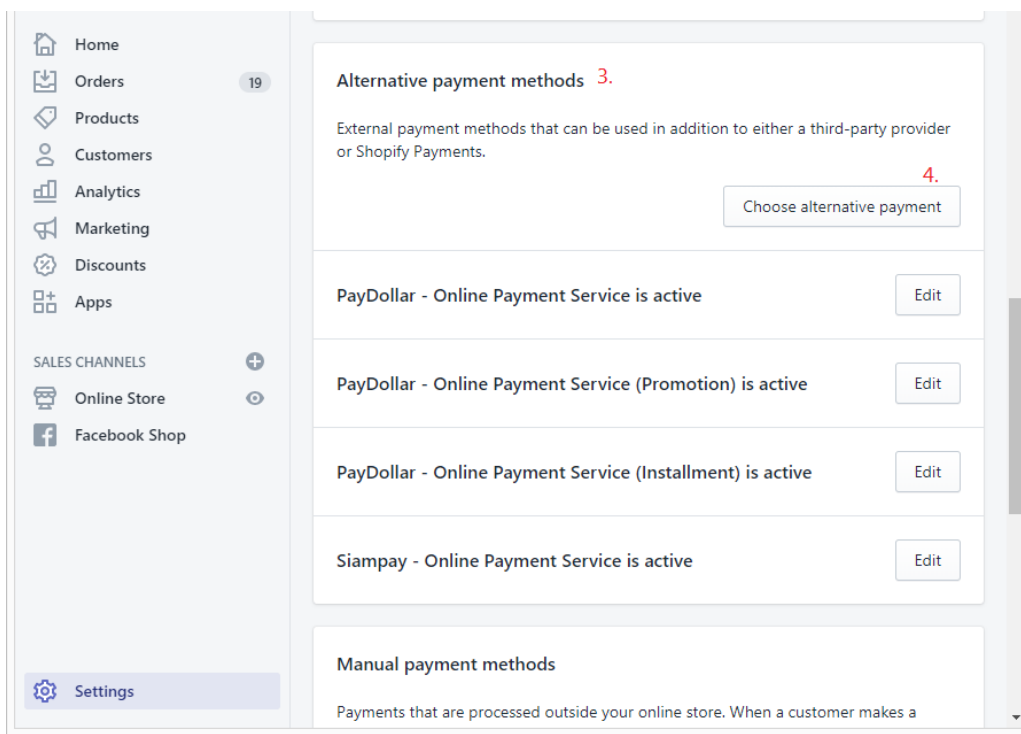 Home
Orders 19
Products
Customers
Analytics
Marketing
Discounts
Apps
SALES CHANNELS
Online Store
Facebook Shop
Settings
Alternative payment methods 3.
External payment methods that can be used in addition to either a third-party provider
or Shopify Payments.
4.
Choose alternative payment
PayDollar - Online Payment Service is active Edit
PayDollar - Online Payment Service (Promotion) is active Edit
PayDollar - Online Payment Service (Installment) is active Edit
Siampay - Online Payment Service is active Edit
Manual payment methods
Payments that are processed outside your online store. When a customer makes a